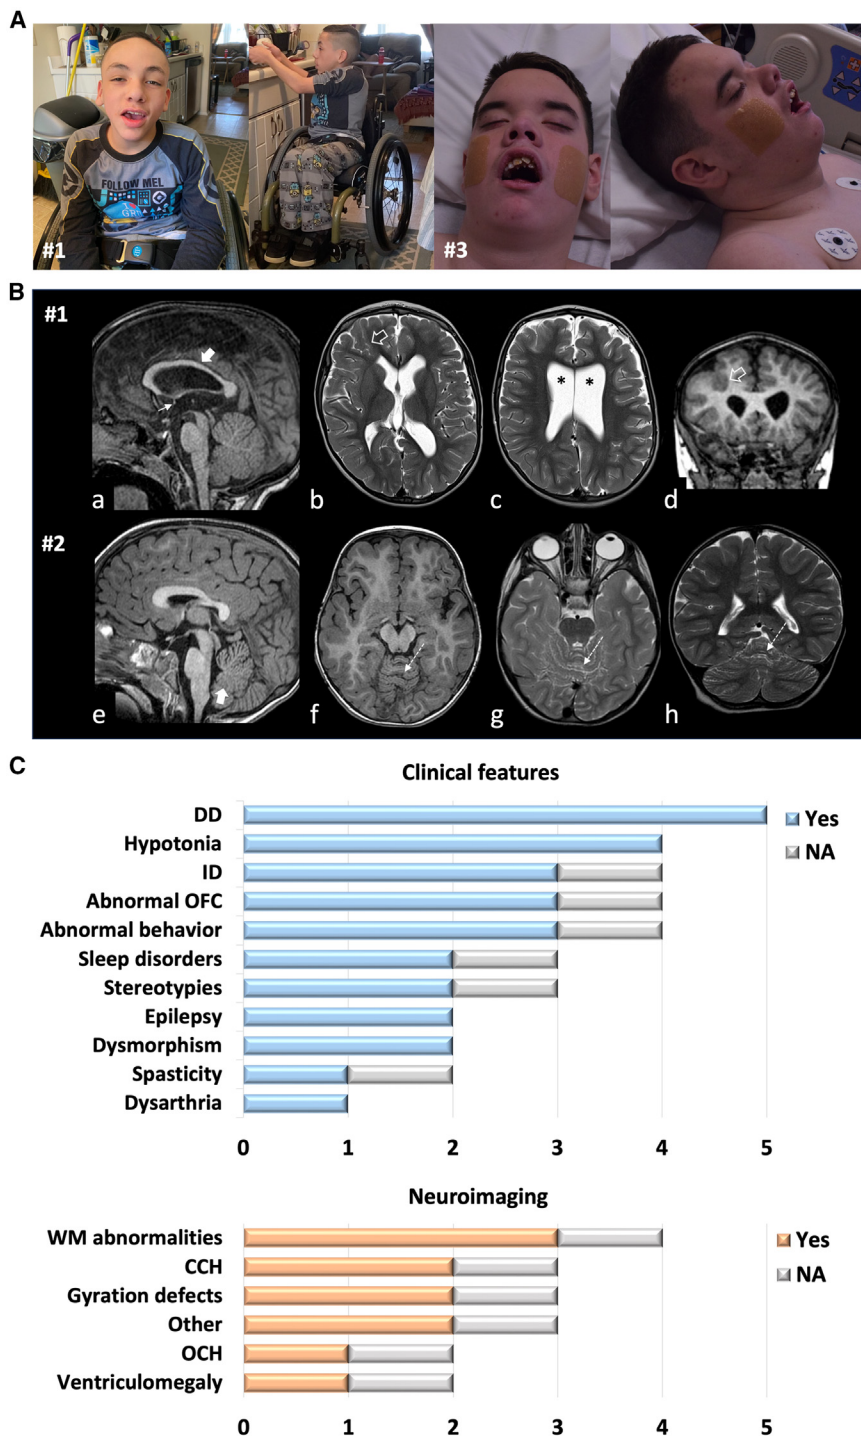 A
FOLLOW ME!
#1
#3
B
#1
a
b
* *
c
d
#2
e
f
g
h
C
Clinical features
DD
Hypotonia
ID
Abnormal OFC
Abnormal behavior
Sleep disorders
Stereotypies
Epilepsy
Dysmorphism
Spasticity
Dysarthria
Yes
NA
0 1 2 3 4 5
Neuroimaging
WM abnormalities
CCH
Gyration defects
Other
OCH
Ventriculomegaly
Yes
NA
0 1 2 3 4 5